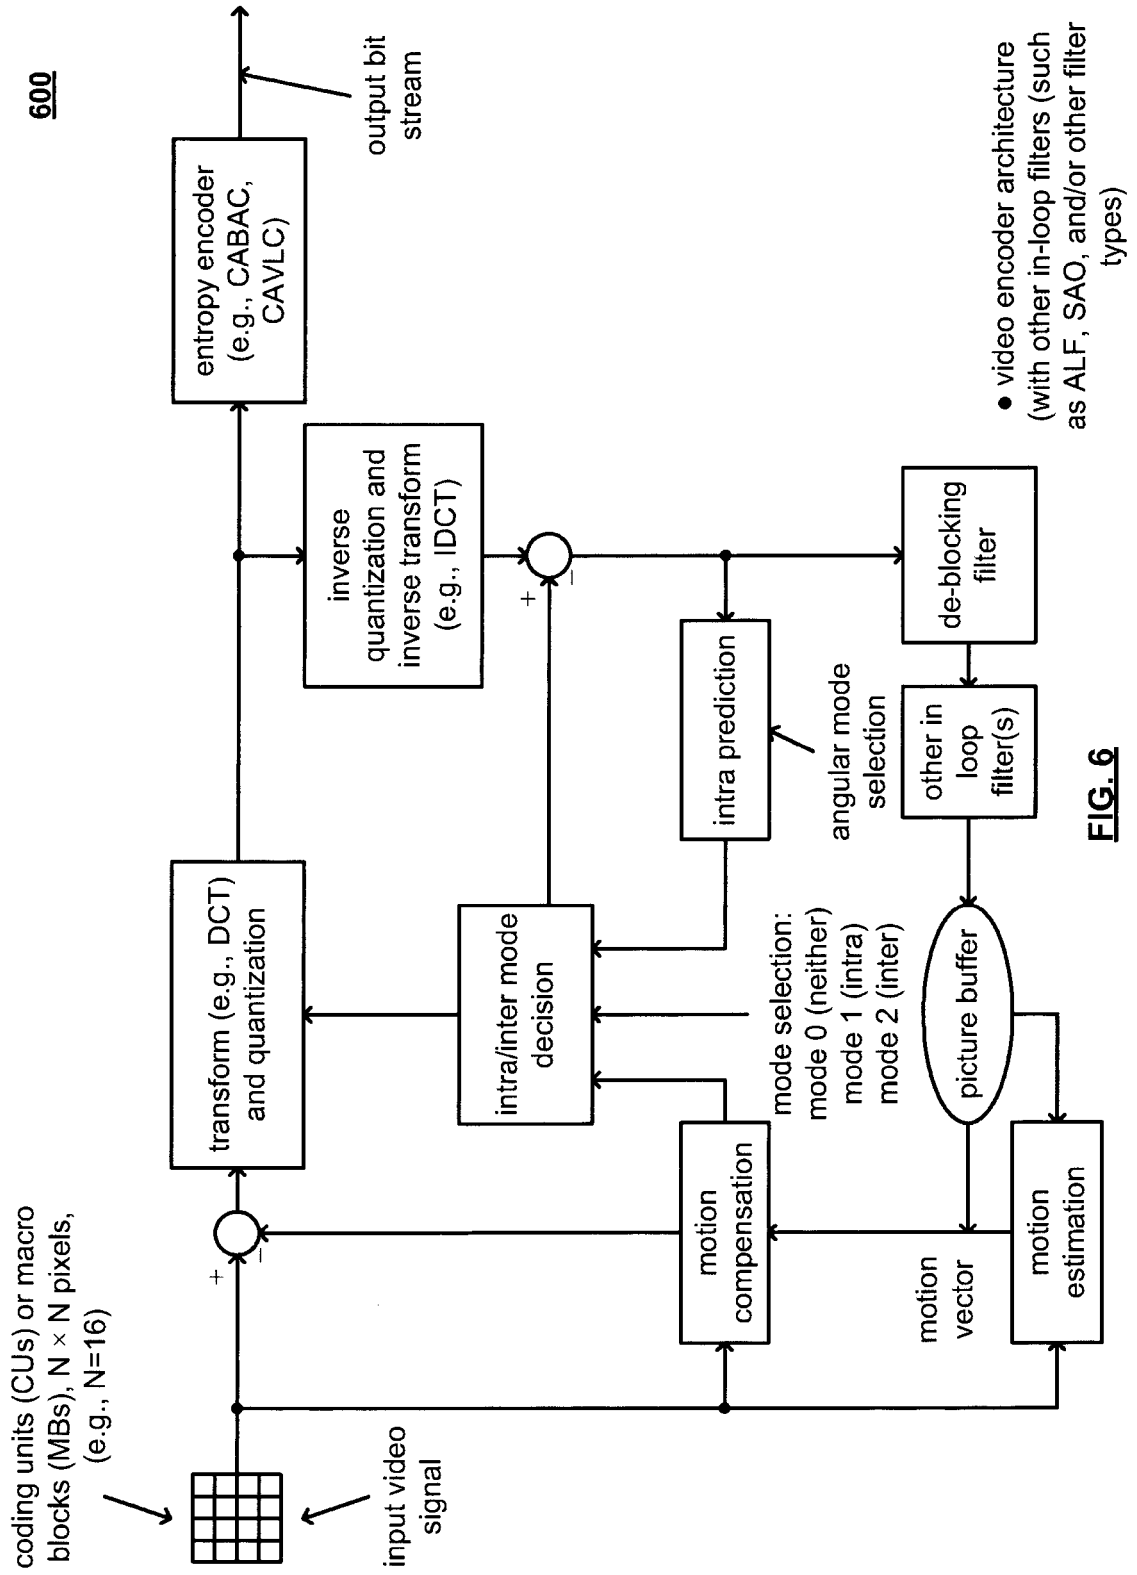 600
coding units (CUs) or macro
blocks (MBs), N × N pixels,
(e.g., N=16)
input video
signal
+
−
transform (e.g., DCT)
and quantization
entropy encoder
(e.g., CABAC,
CAVLC)
output bit
stream
inverse
quantization and
inverse transform
(e.g., IDCT)
+
−
intra/inter mode
decision
mode selection:
mode 0 (neither)
mode 1 (intra)
mode 2 (inter)
intra prediction
angular mode
selection
motion
compensation
motion
vector
motion
estimation
picture buffer
other in
loop
filter(s)
de-blocking
filter
● video encoder architecture
(with other in-loop filters (such
as ALF, SAO, and/or other filter
types)
FIG. 6